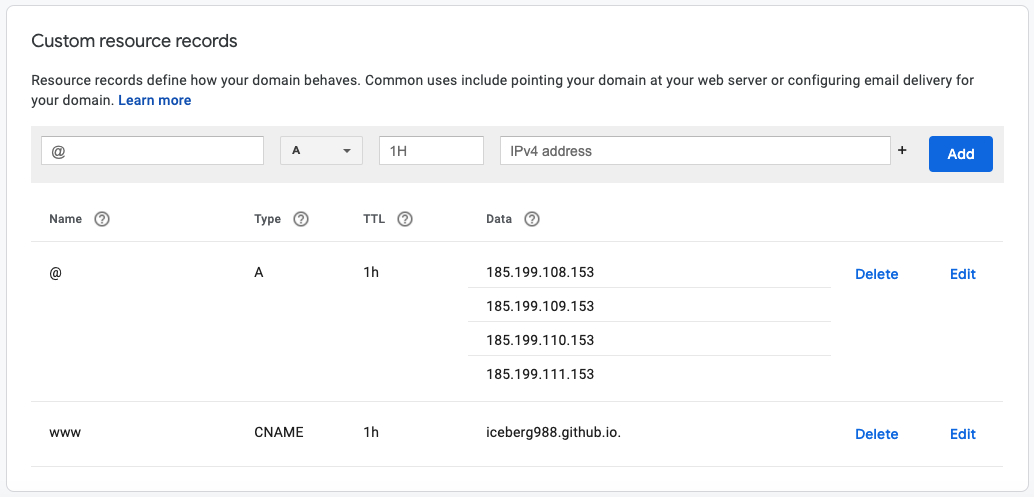 Custom resource records
Resource records define how your domain behaves. Common uses include pointing your domain at your web server or configuring email delivery for
your domain. Learn more
@ A 1H IPv4 address + Add
Name ? Type ? TTL ? Data ?
@ A 1h 185.199.108.153 Delete Edit
185.199.109.153
185.199.110.153
185.199.111.153
www CNAME 1h iceberg988.github.io. Delete Edit